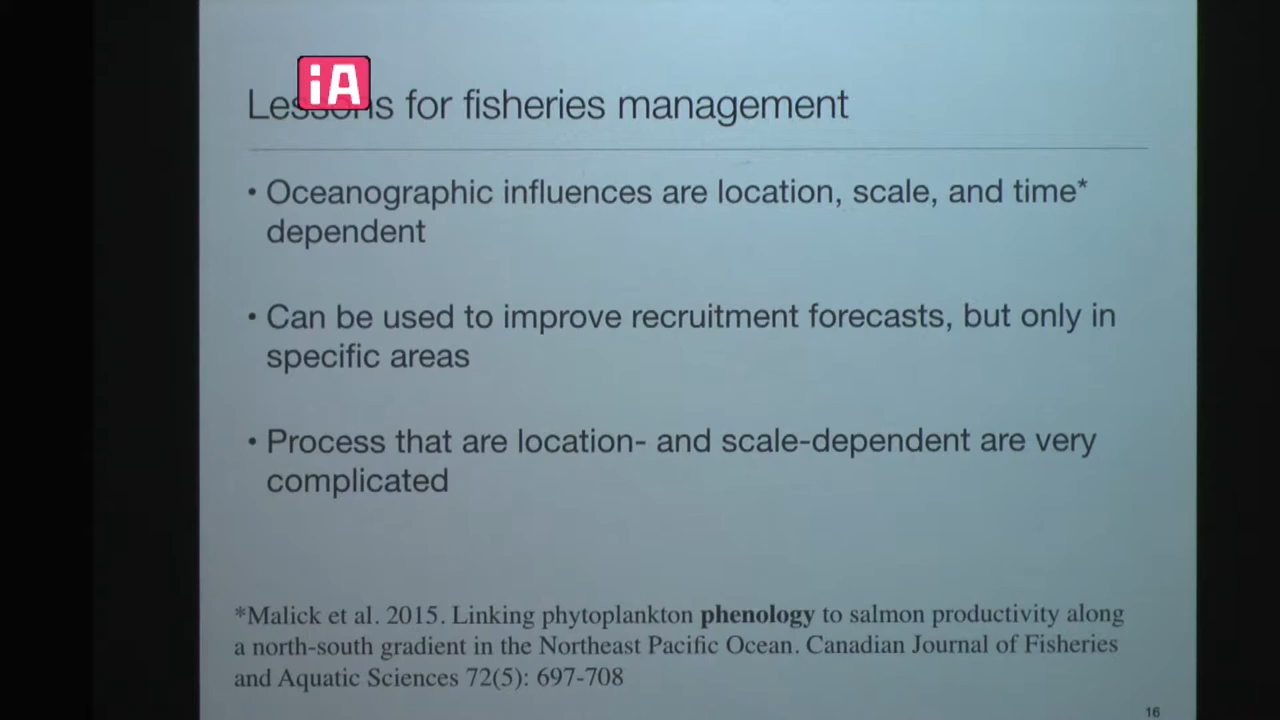 iA
Lessons for fisheries management
• Oceanographic influences are location, scale, and time*
dependent
• Can be used to improve recruitment forecasts, but only in
specific areas
• Process that are location- and scale-dependent are very
complicated
*Malick et al. 2015. Linking phytoplankton phenology to salmon productivity along
a north-south gradient in the Northeast Pacific Ocean. Canadian Journal of Fisheries
and Aquatic Sciences 72(5): 697-708
16